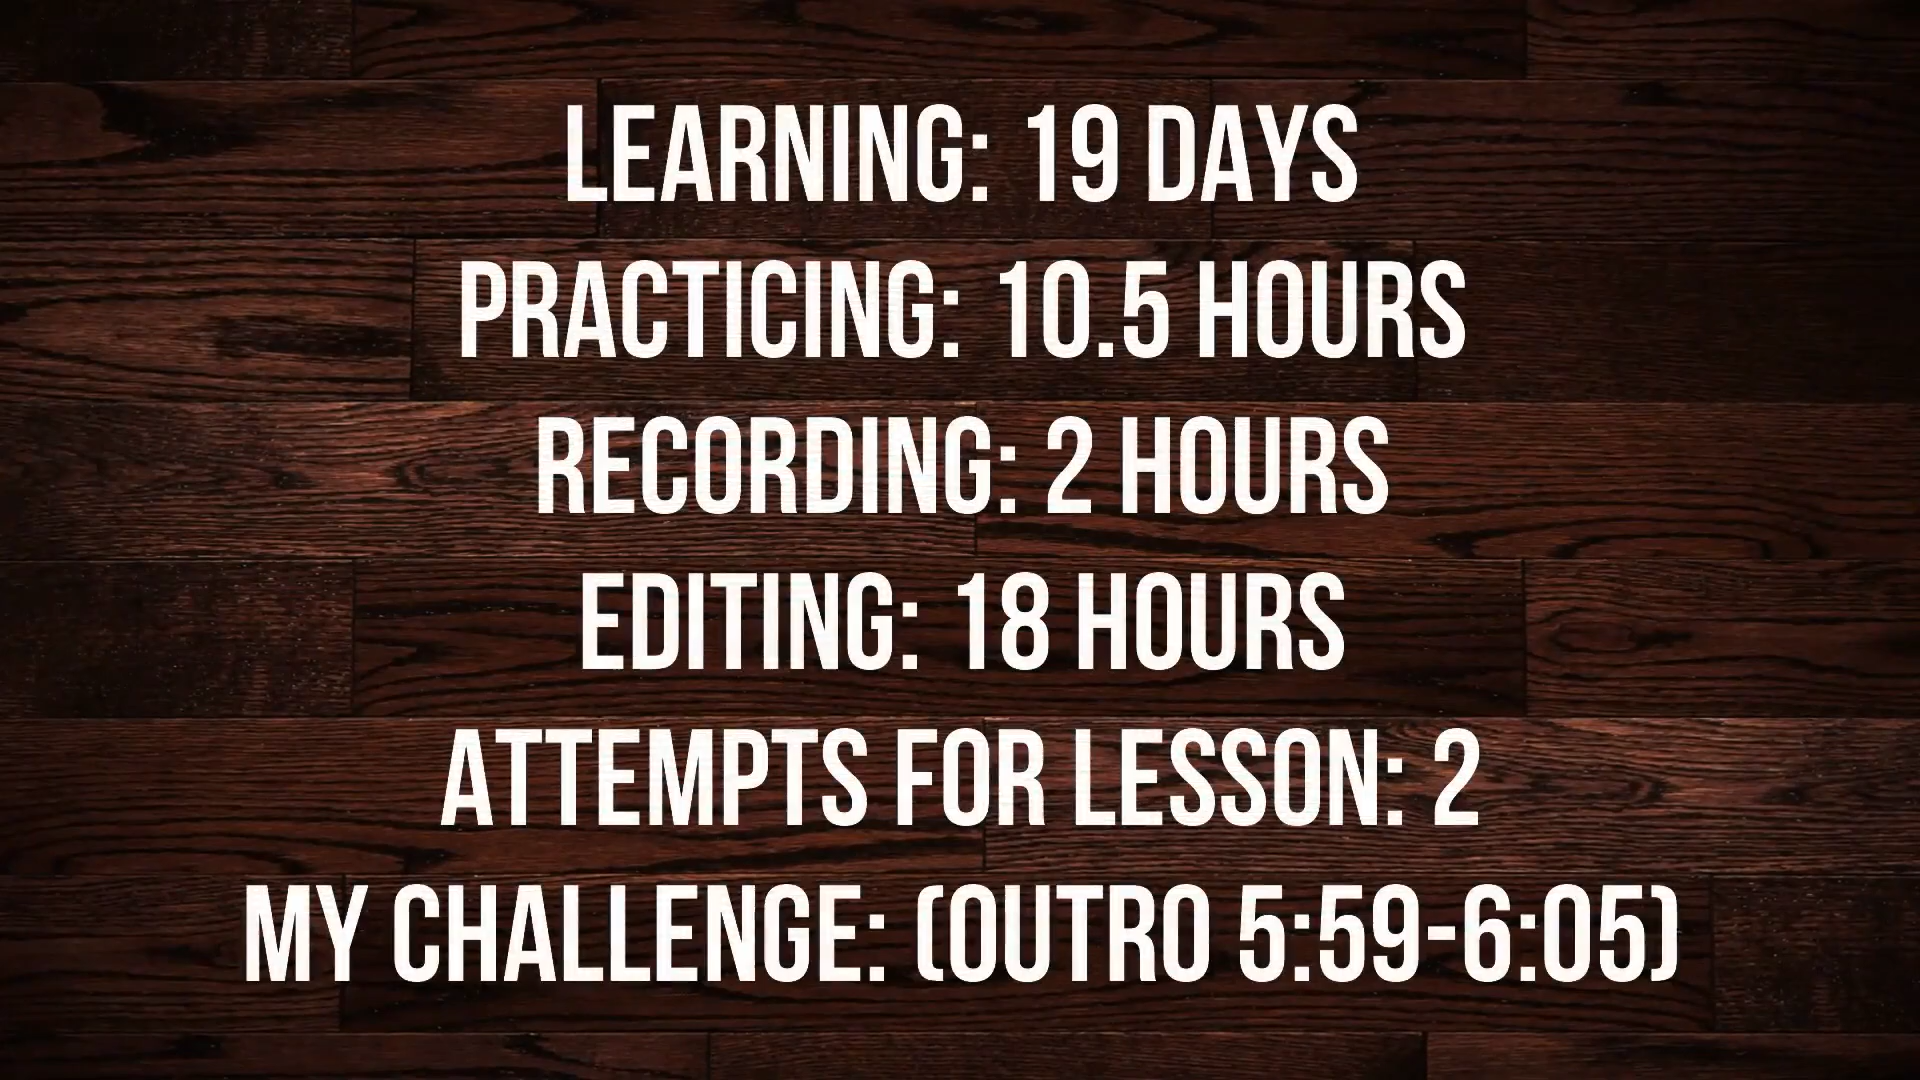 LEARNING: 19 DAYS
PRACTICING: 10.5 HOURS
RECORDING: 2 HOURS
EDITING: 18 HOURS
ATTEMPTS FOR LESSON: 2
MY CHALLENGE: (OUTRO 5:59-6:05)